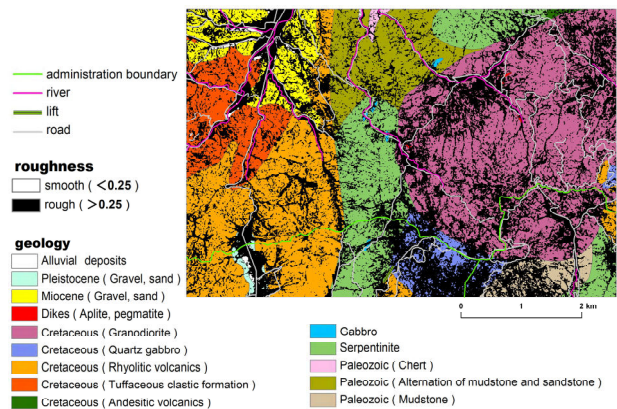 administration boundary
river
lift
road
roughness
smooth ( <0.25 )
rough ( >0.25 )
geology
Alluvial deposits
Pleistocene ( Gravel, sand )
Miocene ( Gravel, sand )
Dikes ( Aplite, pegmatite )
Cretaceous ( Granodiorite )
Cretaceous ( Quartz gabbro )
Cretaceous ( Rhyolitic volcanics )
Cretaceous ( Tuffaceous clastic formation )
Cretaceous ( Andesitic volcanics )
0 1 2 km
Gabbro
Serpentinite
Paleozoic ( Chert )
Paleozoic ( Alternation of mudstone and sandstone )
Paleozoic ( Mudstone )